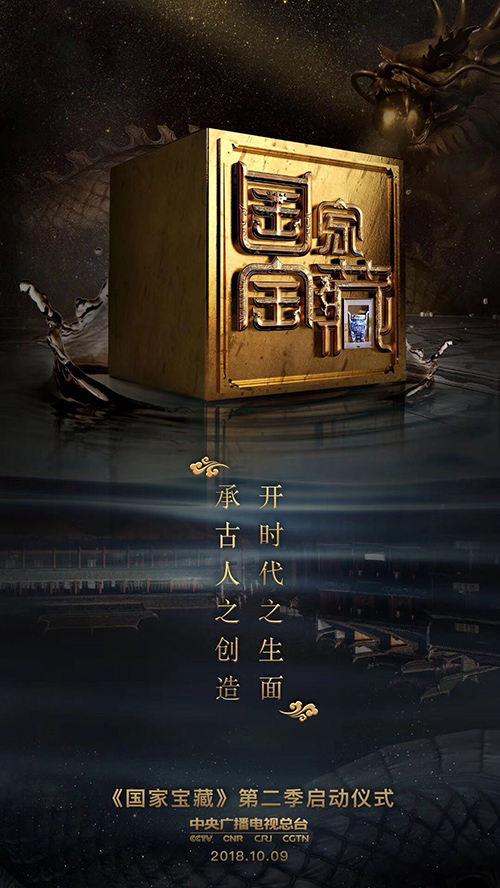 国家
宝藏
承古人之创造
开时代之生面
《国家宝藏》第二季启动仪式
中央广播电视总台
CCTV CNR CRI CGTN
2018.10.09